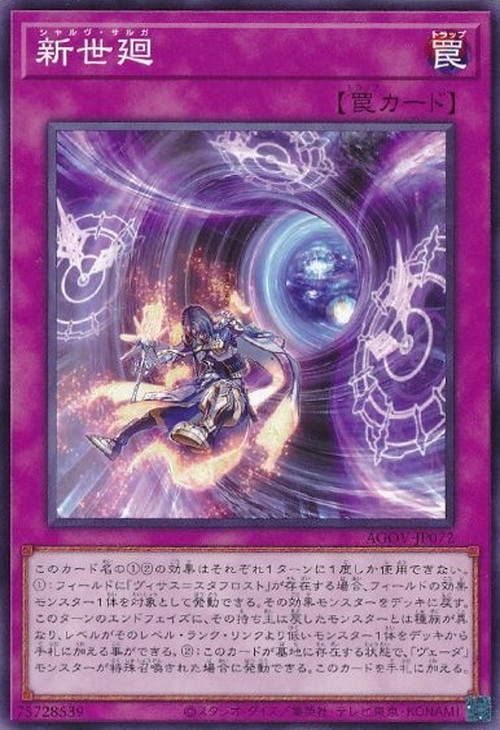 シャルヴ・サルガ
新世廻
トラップ
罠
【罠カード】
AGOV-JP072
このカード名の①②の効果はそれぞれ1ターンに1度しか使用できない。
①：フィールドに「ヴィサス=スタフロスト」が存在する場合、フィールドの効果
モンスター1体を対象として発動できる。その効果モンスターをデッキに戻す。
このターンのエンドフェイズに、その持ち主は戻したモンスターとは種族が異
なり、レベルがそのレベル・ランク・リンクより低いモンスター1体をデッキから
手札に加える事ができる。②：このカードが墓地に存在する状態で、「ヴェーダ」
モンスターが特殊召喚された場合に発動できる。このカードを手札に加える。
75728539
©スタジオ・ダイス/集英社・テレビ東京・KONAMI